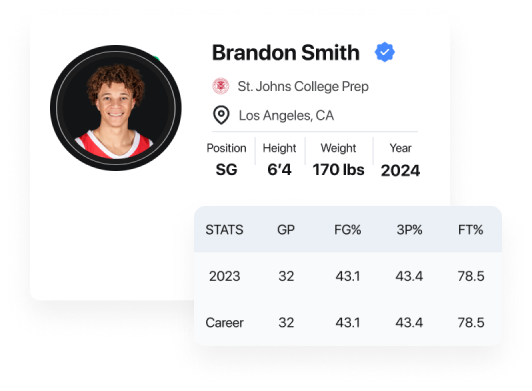 Brandon Smith
St. Johns College Prep
Los Angeles, CA
Position Height Weight Year
SG 6’4 170 lbs 2024
STATS GP FG% 3P% FT%
2023 32 43.1 43.4 78.5
Career 32 43.1 43.4 78.5